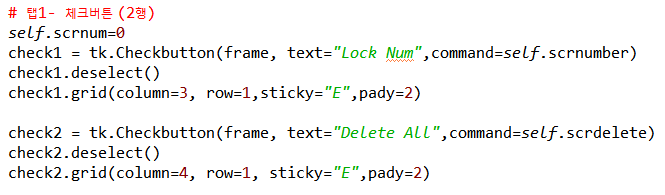 # 탭1- 체크버튼 (2행)
self.scrnum=0
check1 = tk.Checkbutton(frame, text="Lock Num",command=self.scrnumber)
check1.deselect()
check1.grid(column=3, row=1,sticky="E",pady=2)

check2 = tk.Checkbutton(frame, text="Delete All",command=self.scrdelete)
check2.deselect()
check2.grid(column=4, row=1, sticky="E",pady=2)